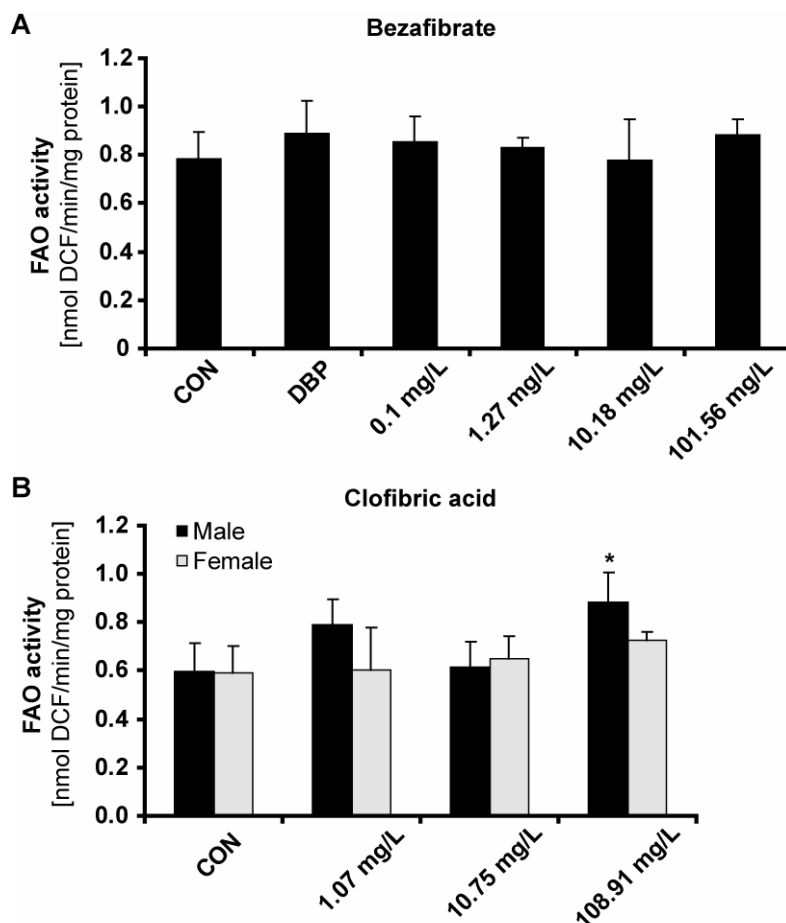 A
Bezafibrate
FAO activity
[nmol DCF/min/mg protein]
1.2
1.0
0.8
0.6
0.4
0.2
0
CON
DBP
0.1 mg/L
1.27 mg/L
10.18 mg/L
101.56 mg/L
B
Clofibric acid
FAO activity
[nmol DCF/min/mg protein]
1.2
1.0
0.8
0.6
0.4
0.2
0.0
Male
Female
*
CON
1.07 mg/L
10.75 mg/L
108.91 mg/L